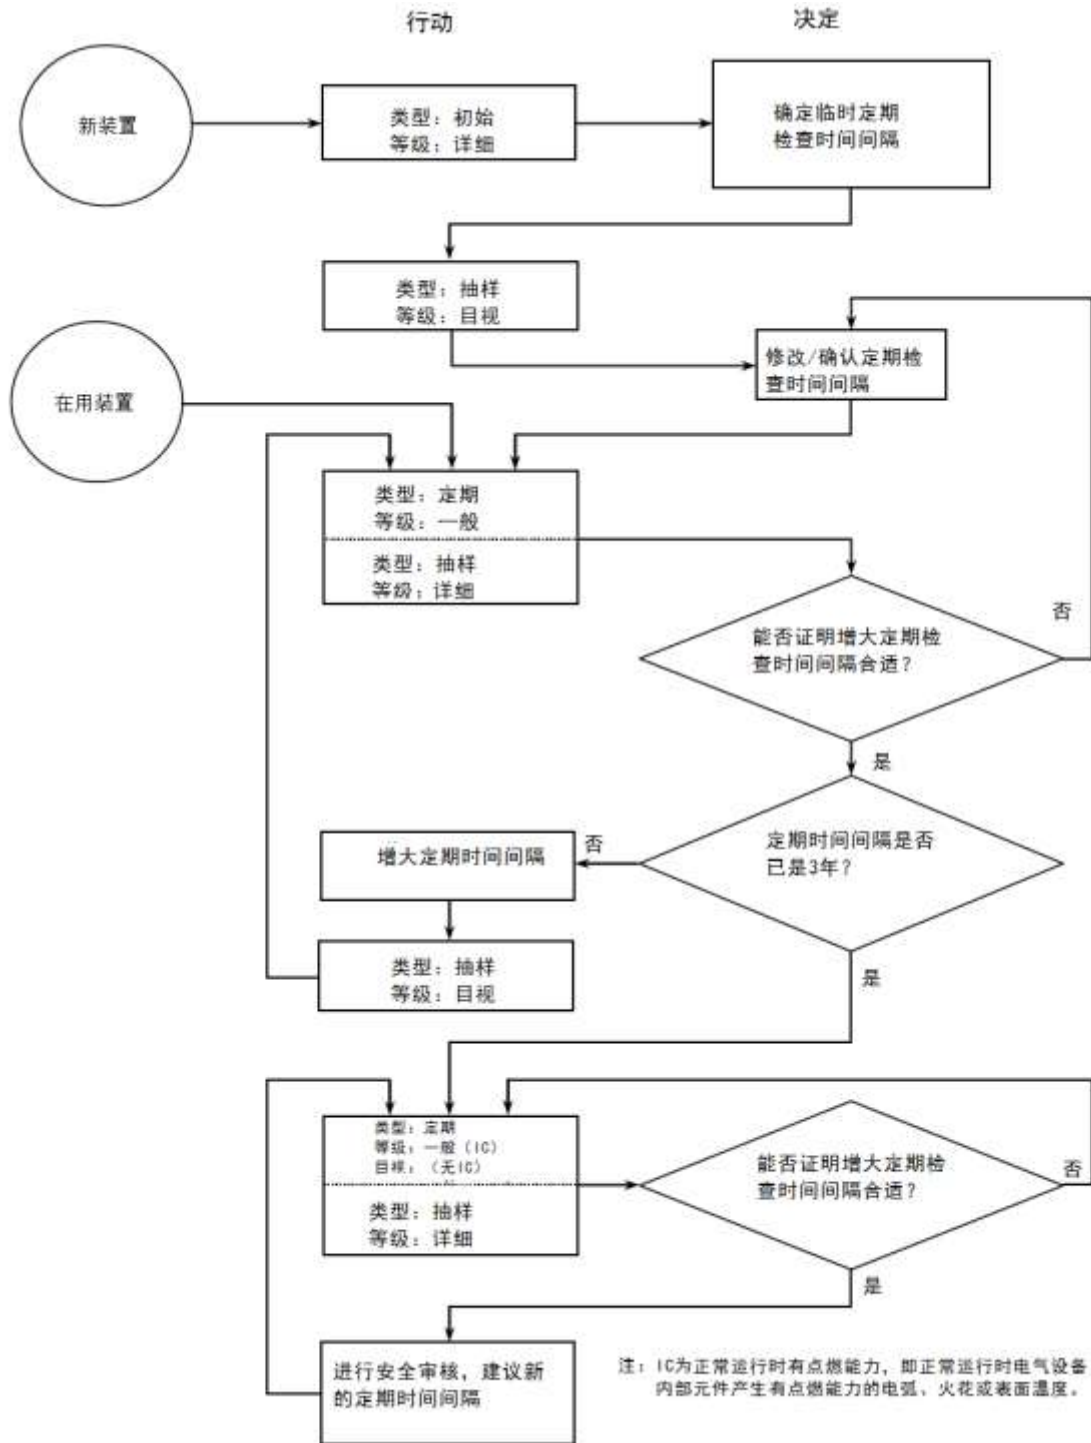 行动
决定
新装置
类型：初始
等级：详细
确定临时定期
检查时间间隔
类型：抽样
等级：目视
修改/确认定期检
查时间间隔
在用装置
类型：定期
等级：一般
类型：抽样
等级：详细
能否证明增大定期检
查时间间隔合适？
否
是
定期时间间隔是否
已是3年？
否
增大定期时间间隔
类型：抽样
等级：目视
是
类型：定期
等级：一般（IC）
目视：（无IC）
类型：抽样
等级：详细
能否证明增大定期检
查时间间隔合适？
否
是
进行安全审核，建议新
的定期时间间隔
注：IC为正常运行时有点燃能力，即正常运行时电气设备
内部元件产生有点燃能力的电弧、火花或表面温度。